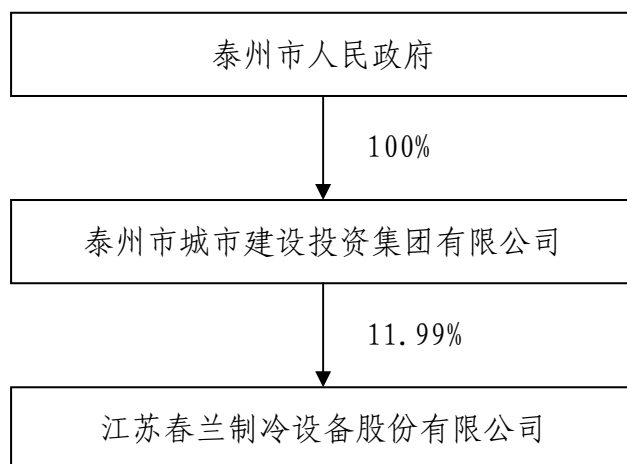 泰州市人民政府
100%
泰州市城市建设投资集团有限公司
11.99%
江苏春兰制冷设备股份有限公司